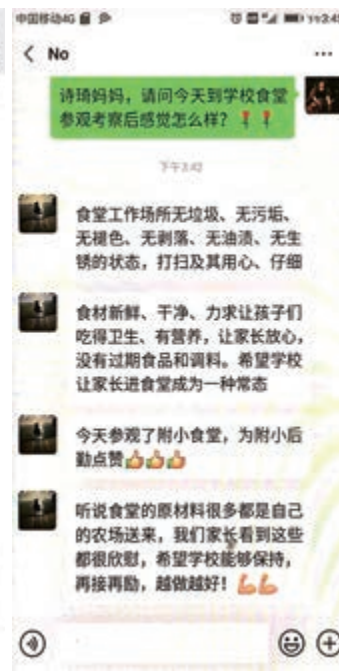 中国移动4G
No
诗琦妈妈，请问今天到学校食堂
参观考察后感觉怎么样？
下午3:42
食堂工作场所无垃圾、无污垢、
无褪色、无剥落、无油渍、无生
锈的状态，打扫及其用心、仔细
食材新鲜、干净、力求让孩子们
吃得卫生、有营养，让家长放心，
没有过期食品和调料。希望学校
让家长进食堂成为一种常态
今天参观了附小食堂，为附小后
勤点赞👍👍👍
听说食堂的原材料很多都是自己
的农场送来，我们家长看到这些
都很欣慰，希望学校能够保持，
再接再励，越做越好！💪💪